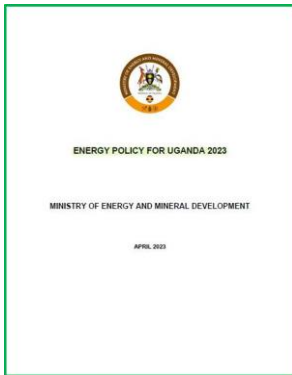 ENERGY POLICY FOR UGANDA 2023
MINISTRY OF ENERGY AND MINERAL DEVELOPMENT
APRIL 2023